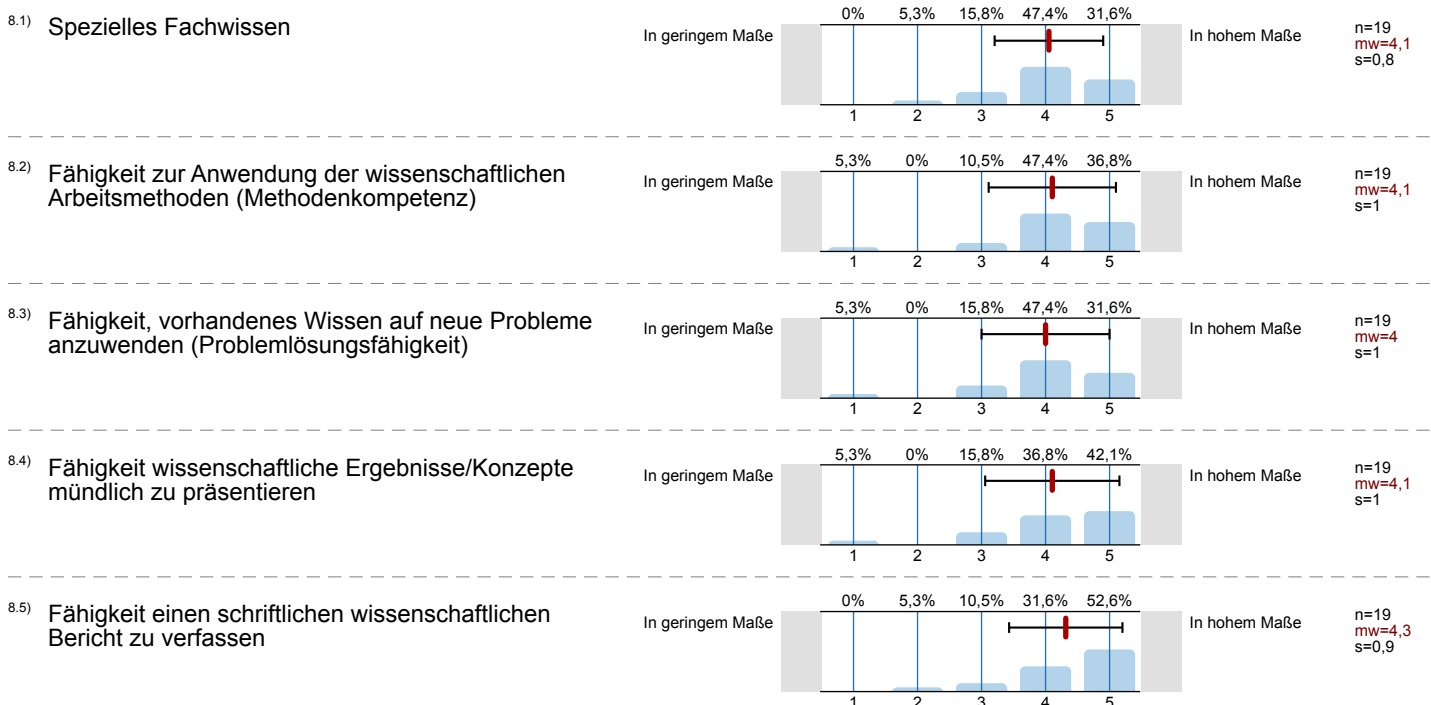 0% 5,3% 15,8% 47,4% 31,6%
8.1) Spezielles Fachwissen
In geringem Maße
In hohem Maße
n=19
mw=4,1
s=0,8
1 2 3 4 5
5,3% 0% 10,5% 47,4% 36,8%
8.2) Fähigkeit zur Anwendung der wissenschaftlichen
Arbeitsmethoden (Methodenkompetenz)
In geringem Maße
In hohem Maße
n=19
mw=4,1
s=1
1 2 3 4 5
5,3% 0% 15,8% 47,4% 31,6%
8.3) Fähigkeit, vorhandenes Wissen auf neue Probleme
anzuwenden (Problemlösungsfähigkeit)
In geringem Maße
In hohem Maße
n=19
mw=4
s=1
1 2 3 4 5
5,3% 0% 15,8% 36,8% 42,1%
8.4) Fähigkeit wissenschaftliche Ergebnisse/Konzepte
mündlich zu präsentieren
In geringem Maße
In hohem Maße
n=19
mw=4,1
s=1
1 2 3 4 5
0% 5,3% 10,5% 31,6% 52,6%
8.5) Fähigkeit einen schriftlichen wissenschaftlichen
Bericht zu verfassen
In geringem Maße
In hohem Maße
n=19
mw=4,3
s=0,9
1 2 3 4 5